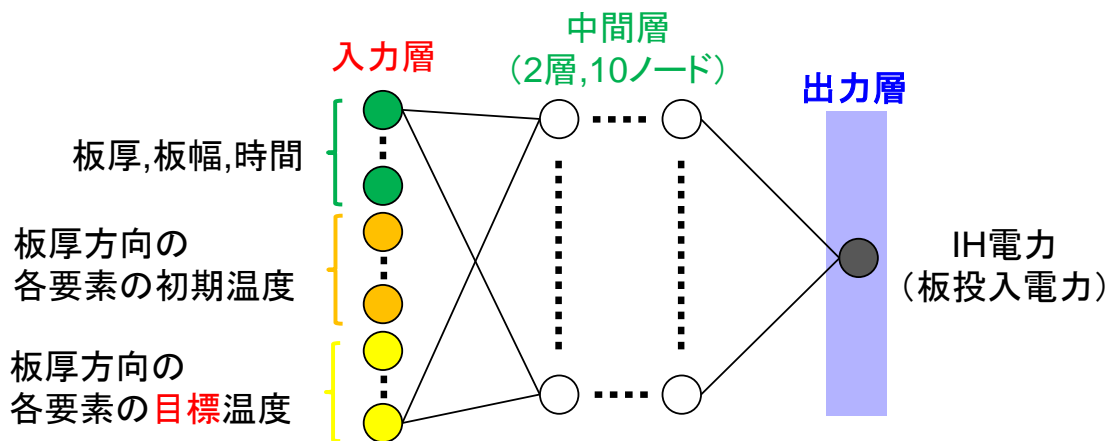 入力層
中間層
（2層,10ノード）
出力層
板厚,板幅,時間
板厚方向の
各要素の初期温度
板厚方向の
各要素の目標温度
IH電力
（板投入電力）